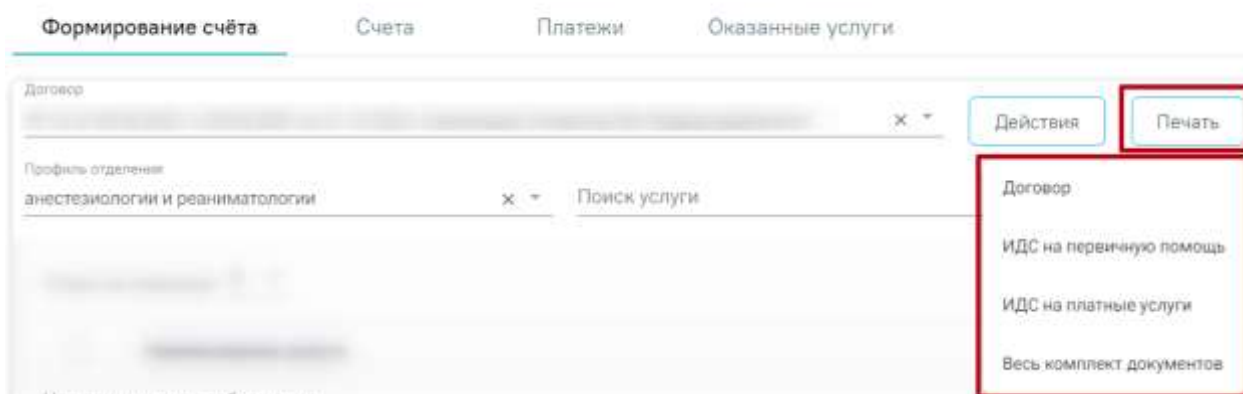 Формирование счёта Счета Платежи Оказанные услуги
Договор
Действия Печать
Профиль отделения
анестезиологии и реаниматологии Поиск услуги
Договор
ИДС на первичную помощь
ИДС на платные услуги
Весь комплект документов